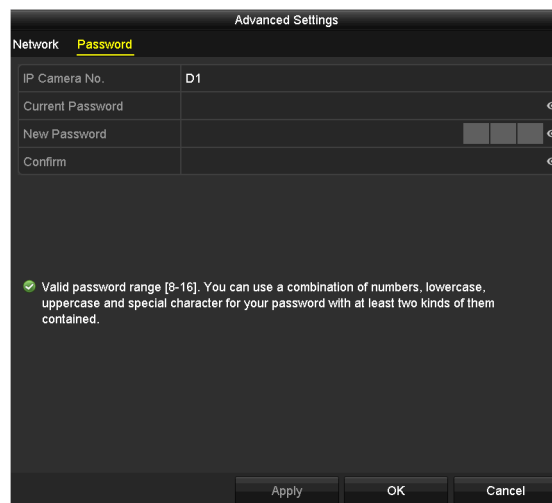 Advanced Settings
Network Password
IP Camera No. D1
Current Password
New Password
Confirm
Valid password range [8-16]. You can use a combination of numbers, lowercase,
uppercase and special character for your password with at least two kinds of them
contained.
Apply OK Cancel